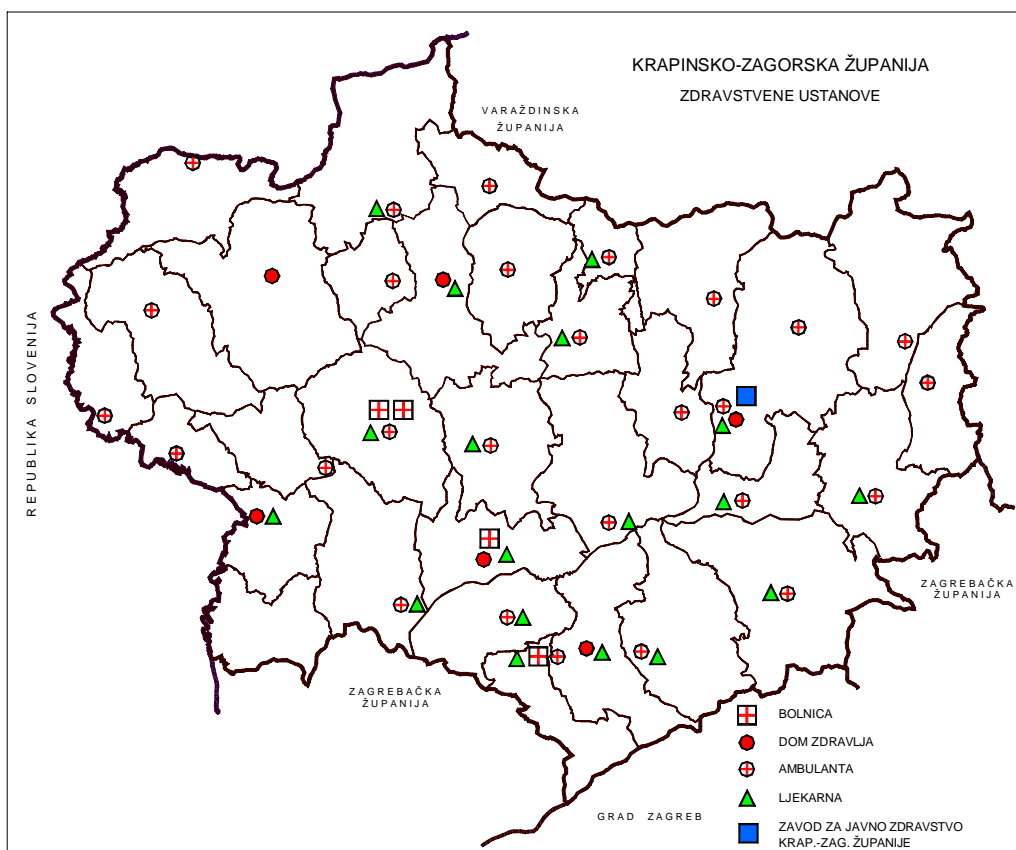 KRAPINSKO-ZAGORSKA ŽUPANIJA
ZDRAVSTVENE USTANOVE
VARAŽDINSKA
ŽUPANIJA
REPUBLIKA SLOVENIJA
ZAGREBAČKA
ŽUPANIJA
ZAGREBAČKA
ŽUPANIJA
GRAD ZAGREB
BOLNICA
DOM ZDRAVLJA
AMBULANTA
LJEKARNA
ZAVOD ZA JAVNO ZDRAVSTVO
KRAP.-ZAG. ŽUPANIJE